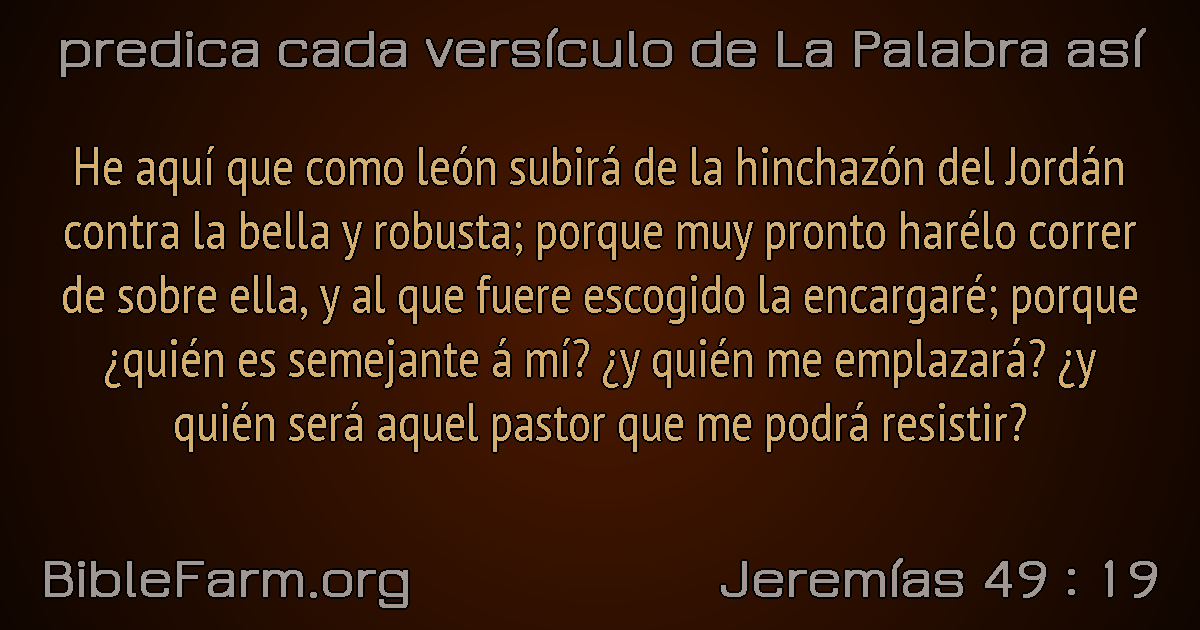 predica cada versículo de La Palabra así
He aquí que como león subirá de la hinchazón del Jordán
contra la bella y robusta; porque muy pronto harélo correr
de sobre ella, y al que fuere escogido la encargaré; porque
¿quién es semejante á mí? ¿y quién me emplazará? ¿y
quién será aquel pastor que me podrá resistir?
BibleFarm.org
Jeremías 49 : 19